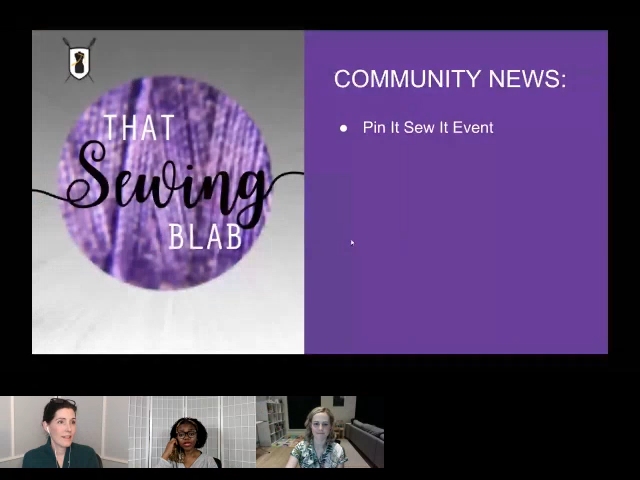 THAT
Sewing
BLAB
COMMUNITY NEWS:
● Pin It Sew It Event